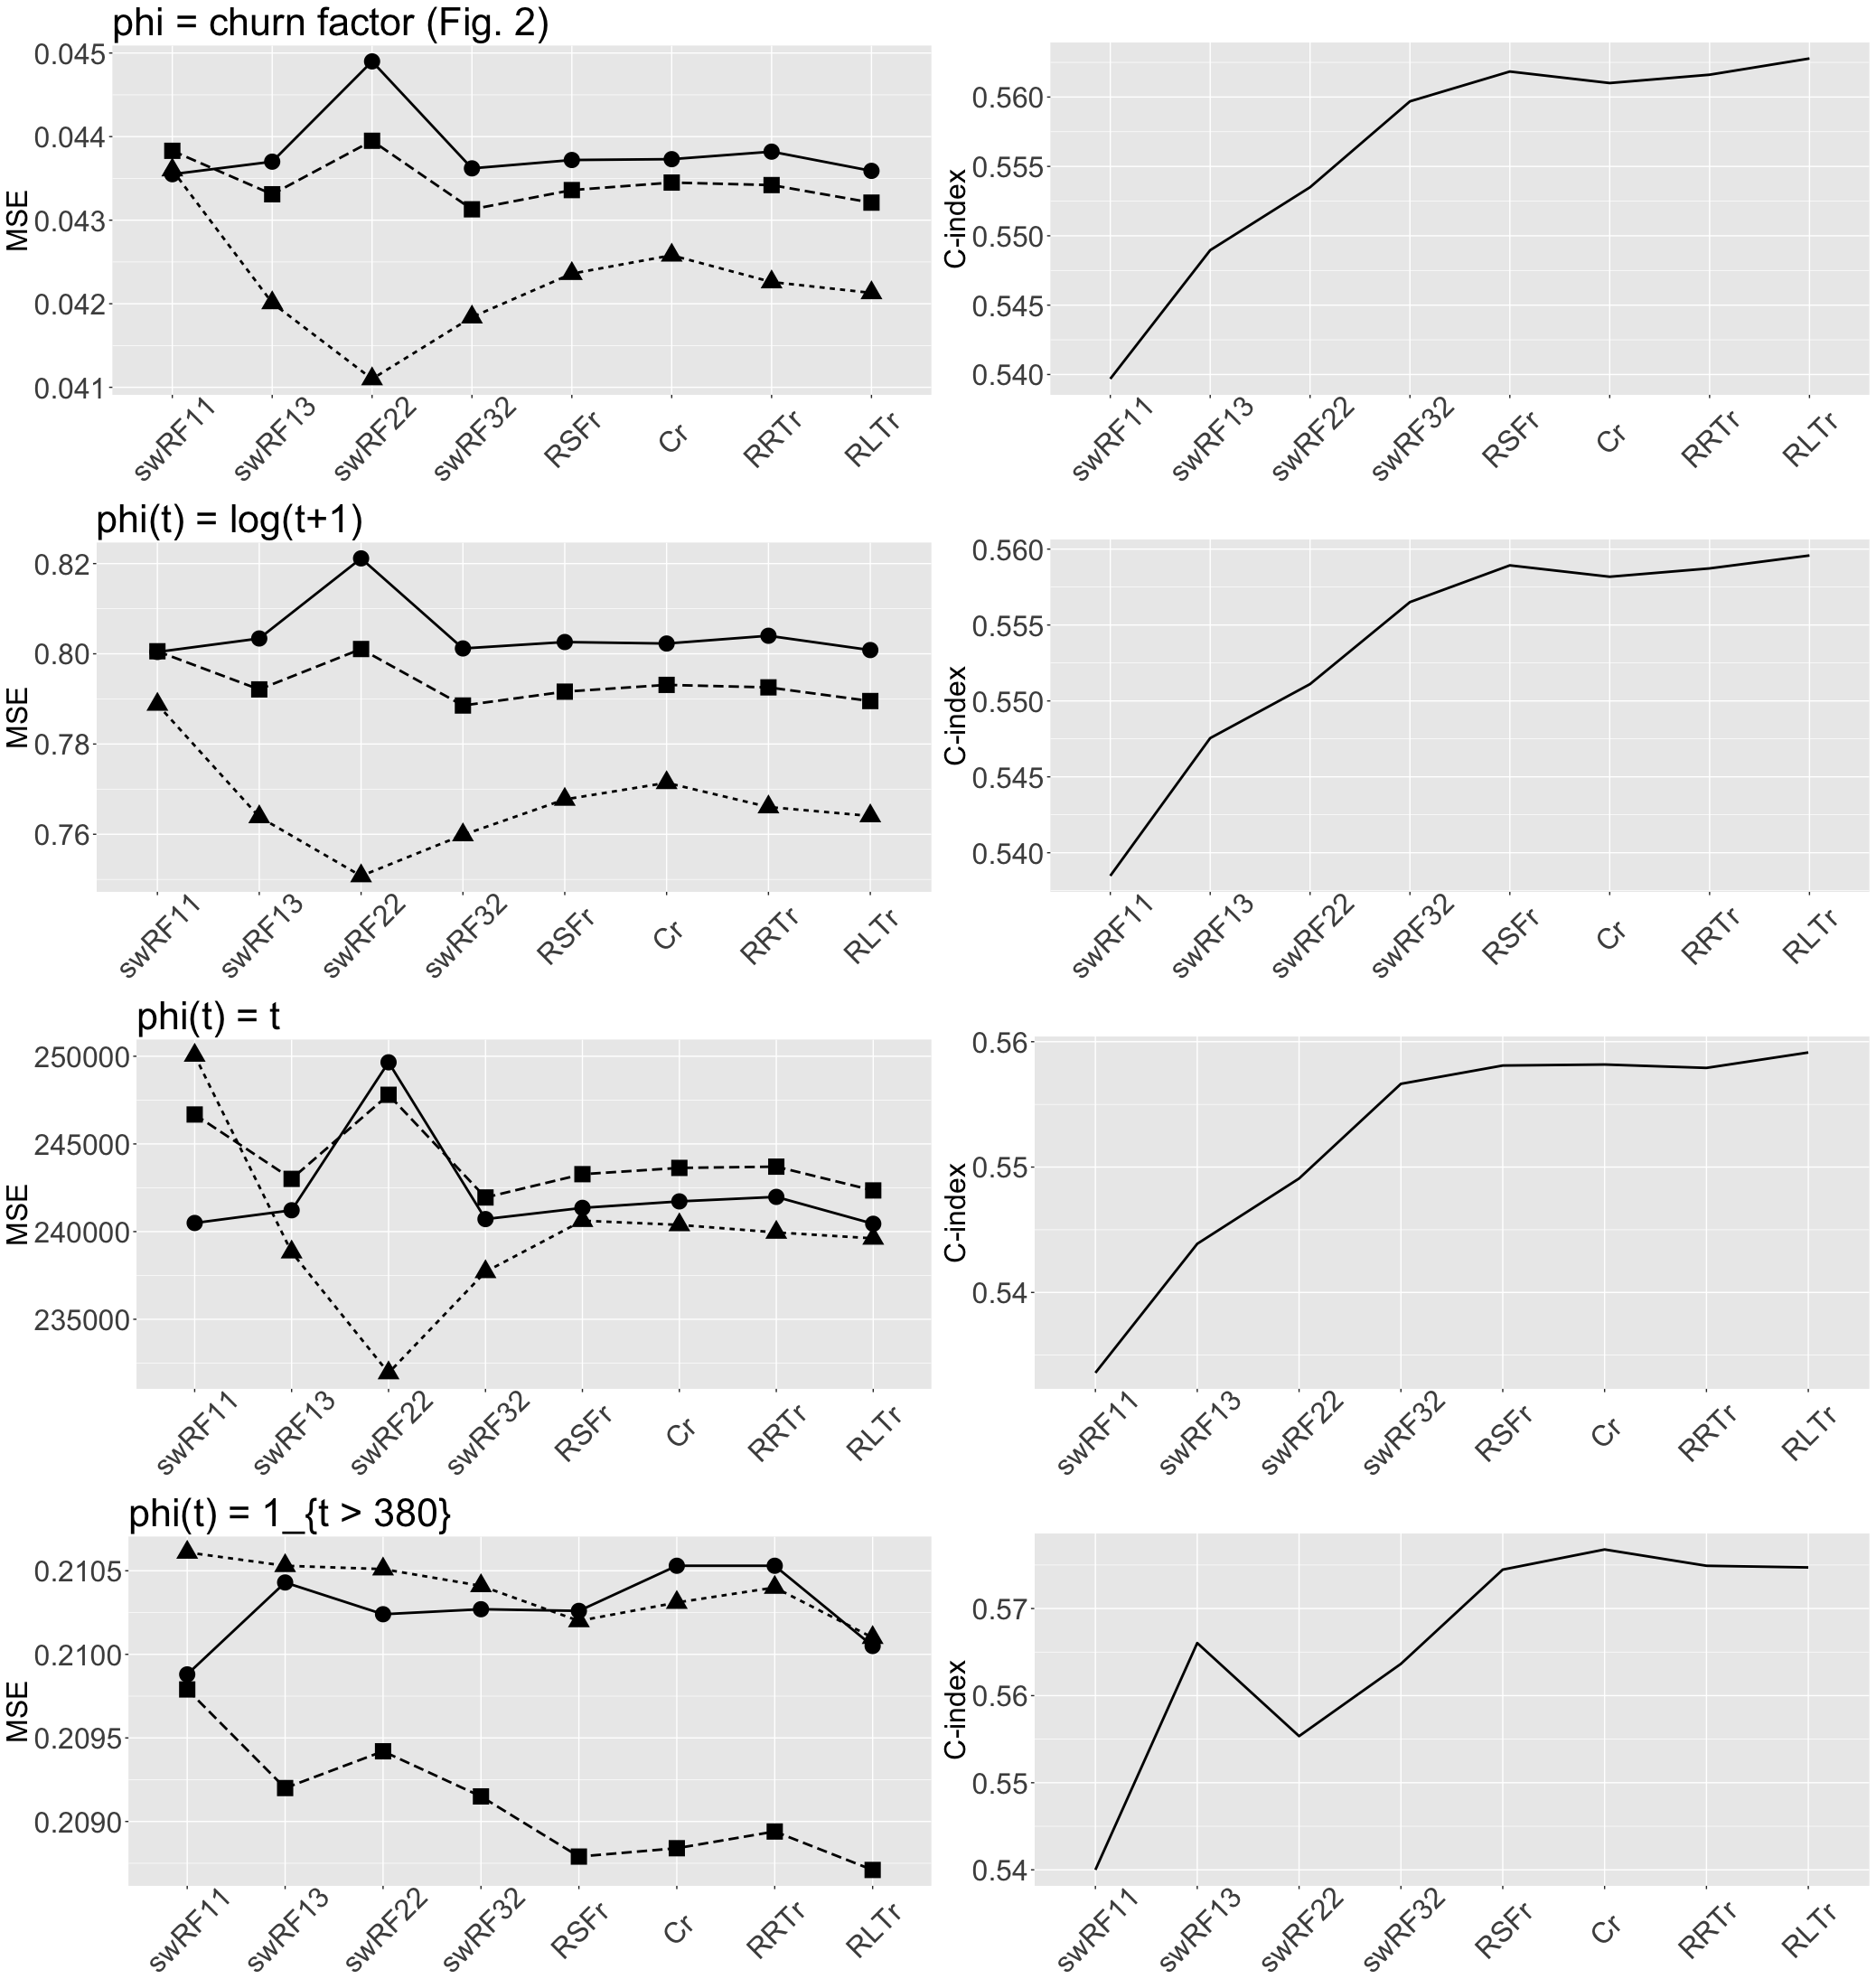 phi = churn factor (Fig. 2)
0.045
0.044
0.043
0.042
0.041
MSE
swRF11 swRF13 swRF22 swRF32 RSFr Cr RRTr RLTr
0.560
0.555
0.550
0.545
0.540
C-index
swRF11 swRF13 swRF22 swRF32 RSFr Cr RRTr RLTr
phi(t) = log(t+1)
0.82
0.80
0.78
0.76
MSE
swRF11 swRF13 swRF22 swRF32 RSFr Cr RRTr RLTr
0.560
0.555
0.550
0.545
0.540
C-index
swRF11 swRF13 swRF22 swRF32 RSFr Cr RRTr RLTr
phi(t) = t
250000
245000
240000
235000
MSE
swRF11 swRF13 swRF22 swRF32 RSFr Cr RRTr RLTr
0.56
0.55
0.54
C-index
swRF11 swRF13 swRF22 swRF32 RSFr Cr RRTr RLTr
phi(t) = 1_{t > 380}
0.2105
0.2100
0.2095
0.2090
MSE
swRF11 swRF13 swRF22 swRF32 RSFr Cr RRTr RLTr
0.57
0.56
0.55
0.54
C-index
swRF11 swRF13 swRF22 swRF32 RSFr Cr RRTr RLTr